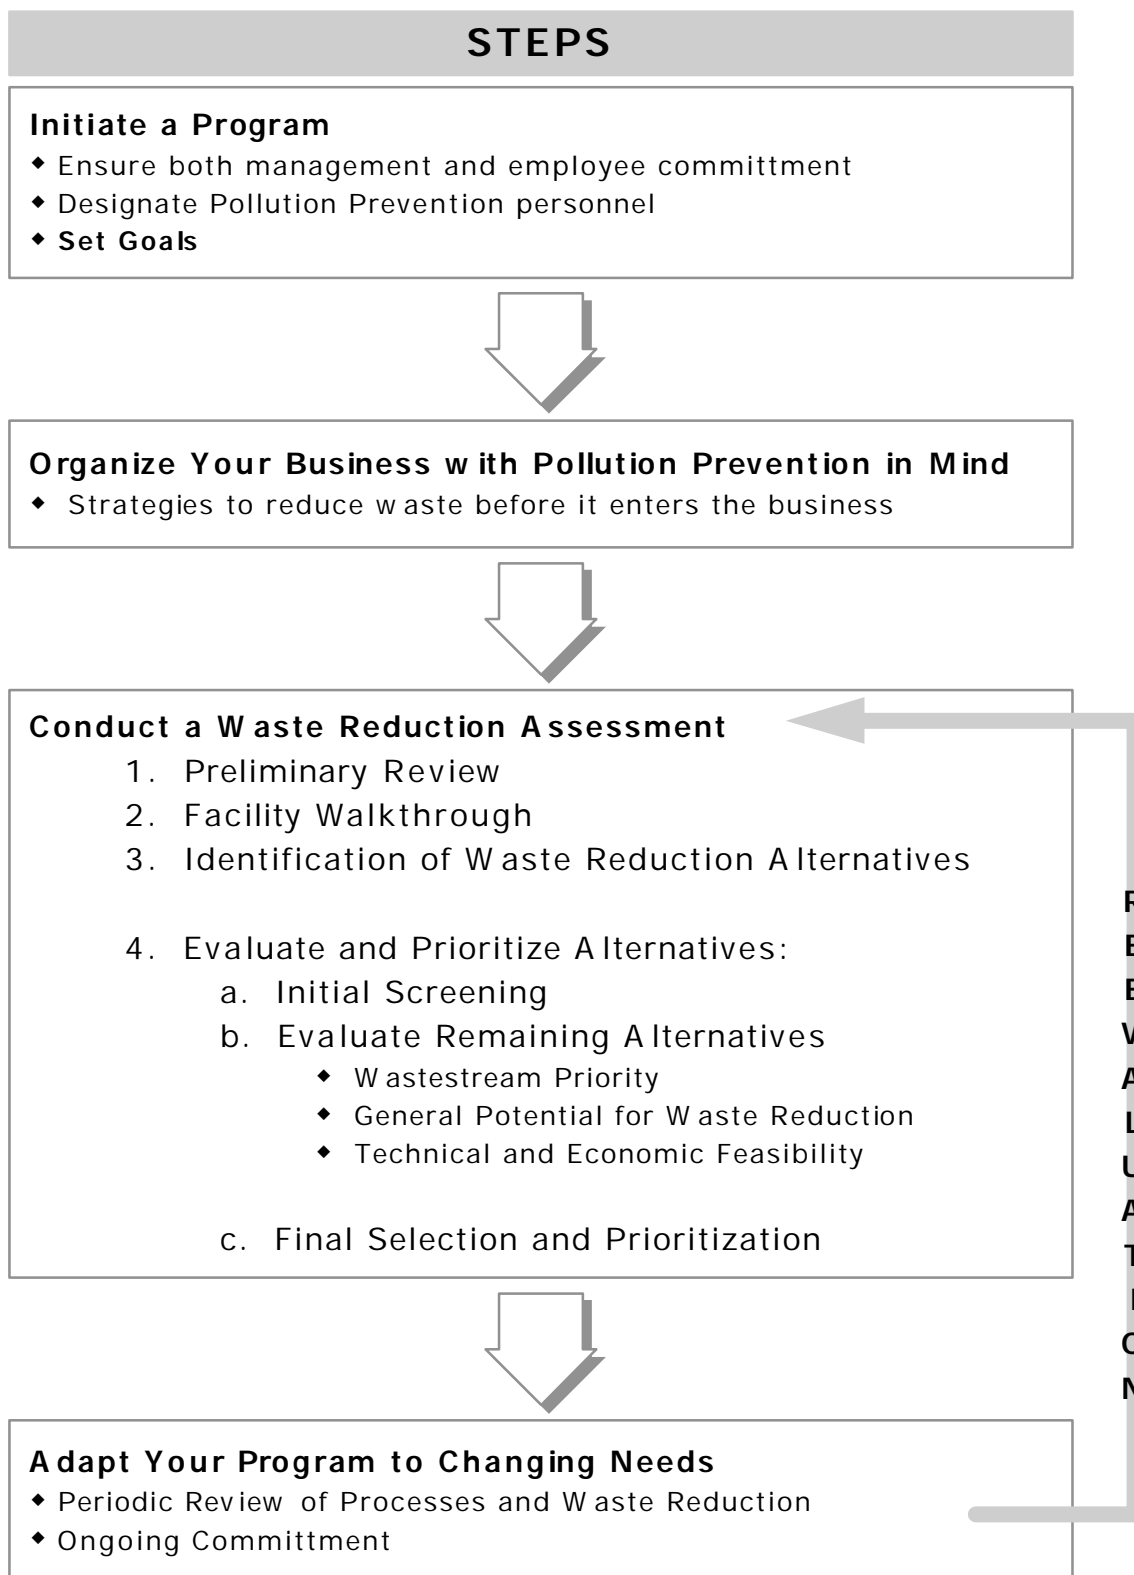 STEPS
Initiate a Program
◆ Ensure both management and employee committment
◆ Designate Pollution Prevention personnel
◆ Set Goals
Organize Your Business with Pollution Prevention in Mind
◆ Strategies to reduce waste before it enters the business
Conduct a Waste Reduction Assessment
1. Preliminary Review
2. Facility Walkthrough
3. Identification of Waste Reduction Alternatives
4. Evaluate and Prioritize Alternatives:
a. Initial Screening
b. Evaluate Remaining Alternatives
◆ Wastestream Priority
◆ General Potential for Waste Reduction
◆ Technical and Economic Feasibility
c. Final Selection and Prioritization
Adapt Your Program to Changing Needs
◆ Periodic Review of Processes and Waste Reduction
◆ Ongoing Committment
REEVALUATION